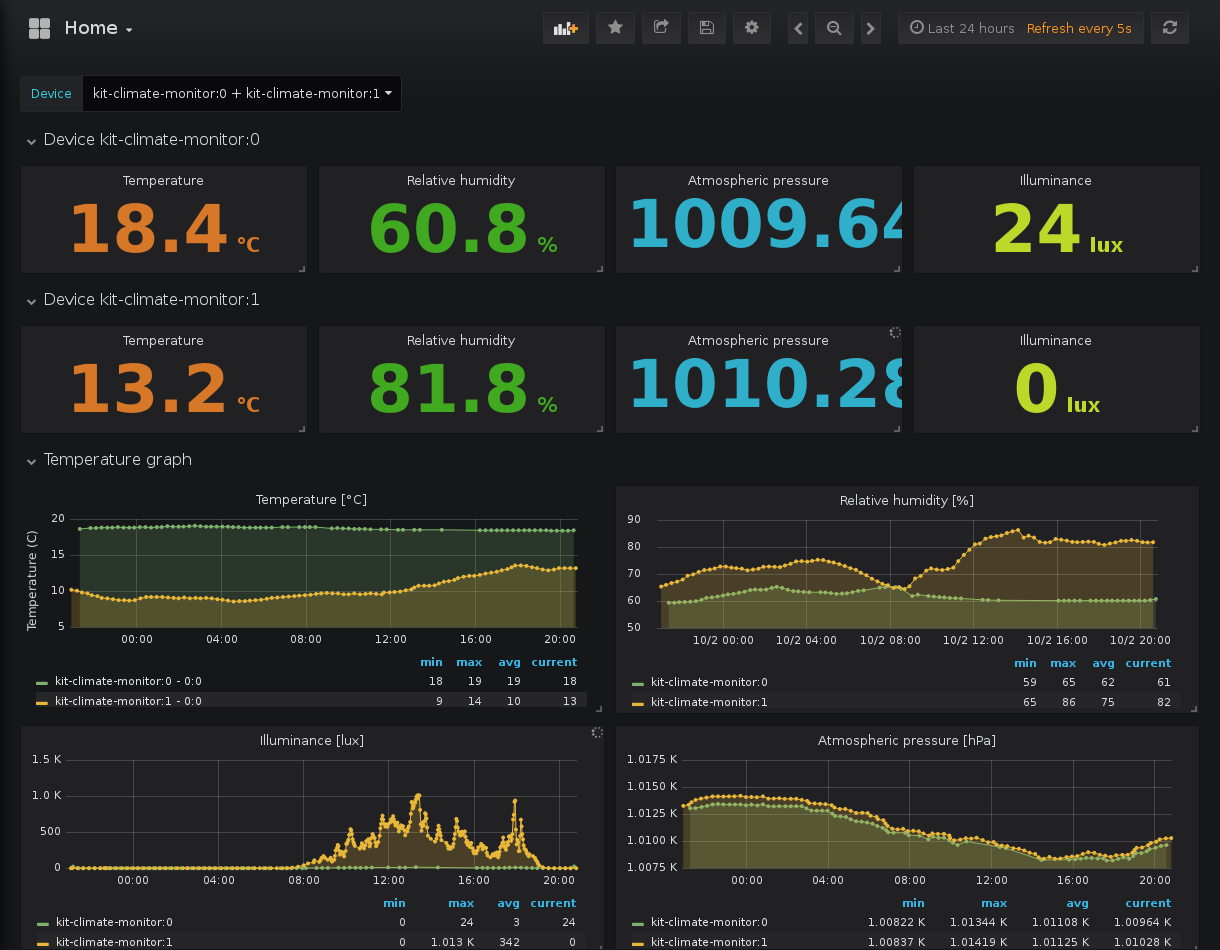 Home
Last 24 hours Refresh every 5s
Device kit-climate-monitor:0 + kit-climate-monitor:1
Device kit-climate-monitor:0
Temperature Relative humidity Atmospheric pressure Illuminance
18.4 °C 60.8 % 1009.64 24 lux
Device kit-climate-monitor:1
Temperature Relative humidity Atmospheric pressure Illuminance
13.2 °C 81.8 % 1010.28 0 lux
Temperature graph
Temperature [°C]
Temperature (C)
20
15
10
5
00:00 04:00 08:00 12:00 16:00 20:00
min max avg current
kit-climate-monitor:0 - 0:0 18 19 19 18
kit-climate-monitor:1 - 0:0 9 14 10 13
Relative humidity [%]
90
80
70
60
50
10/2 00:00 10/2 04:00 10/2 08:00 10/2 12:00 10/2 16:00 10/2 20:00
min max avg current
kit-climate-monitor:0 59 65 62 61
kit-climate-monitor:1 65 86 75 82
Illuminance [lux]
1.5 K
1.0 K
500
0
00:00 04:00 08:00 12:00 16:00 20:00
min max avg current
kit-climate-monitor:0 0 24 3 24
kit-climate-monitor:1 0 1.013 K 342 0
Atmospheric pressure [hPa]
1.0175 K
1.0150 K
1.0125 K
1.0100 K
1.0075 K
00:00 04:00 08:00 12:00 16:00 20:00
min max avg current
kit-climate-monitor:0 1.00822 K 1.01344 K 1.01108 K 1.00964 K
kit-climate-monitor:1 1.00837 K 1.01419 K 1.01125 K 1.01028 K